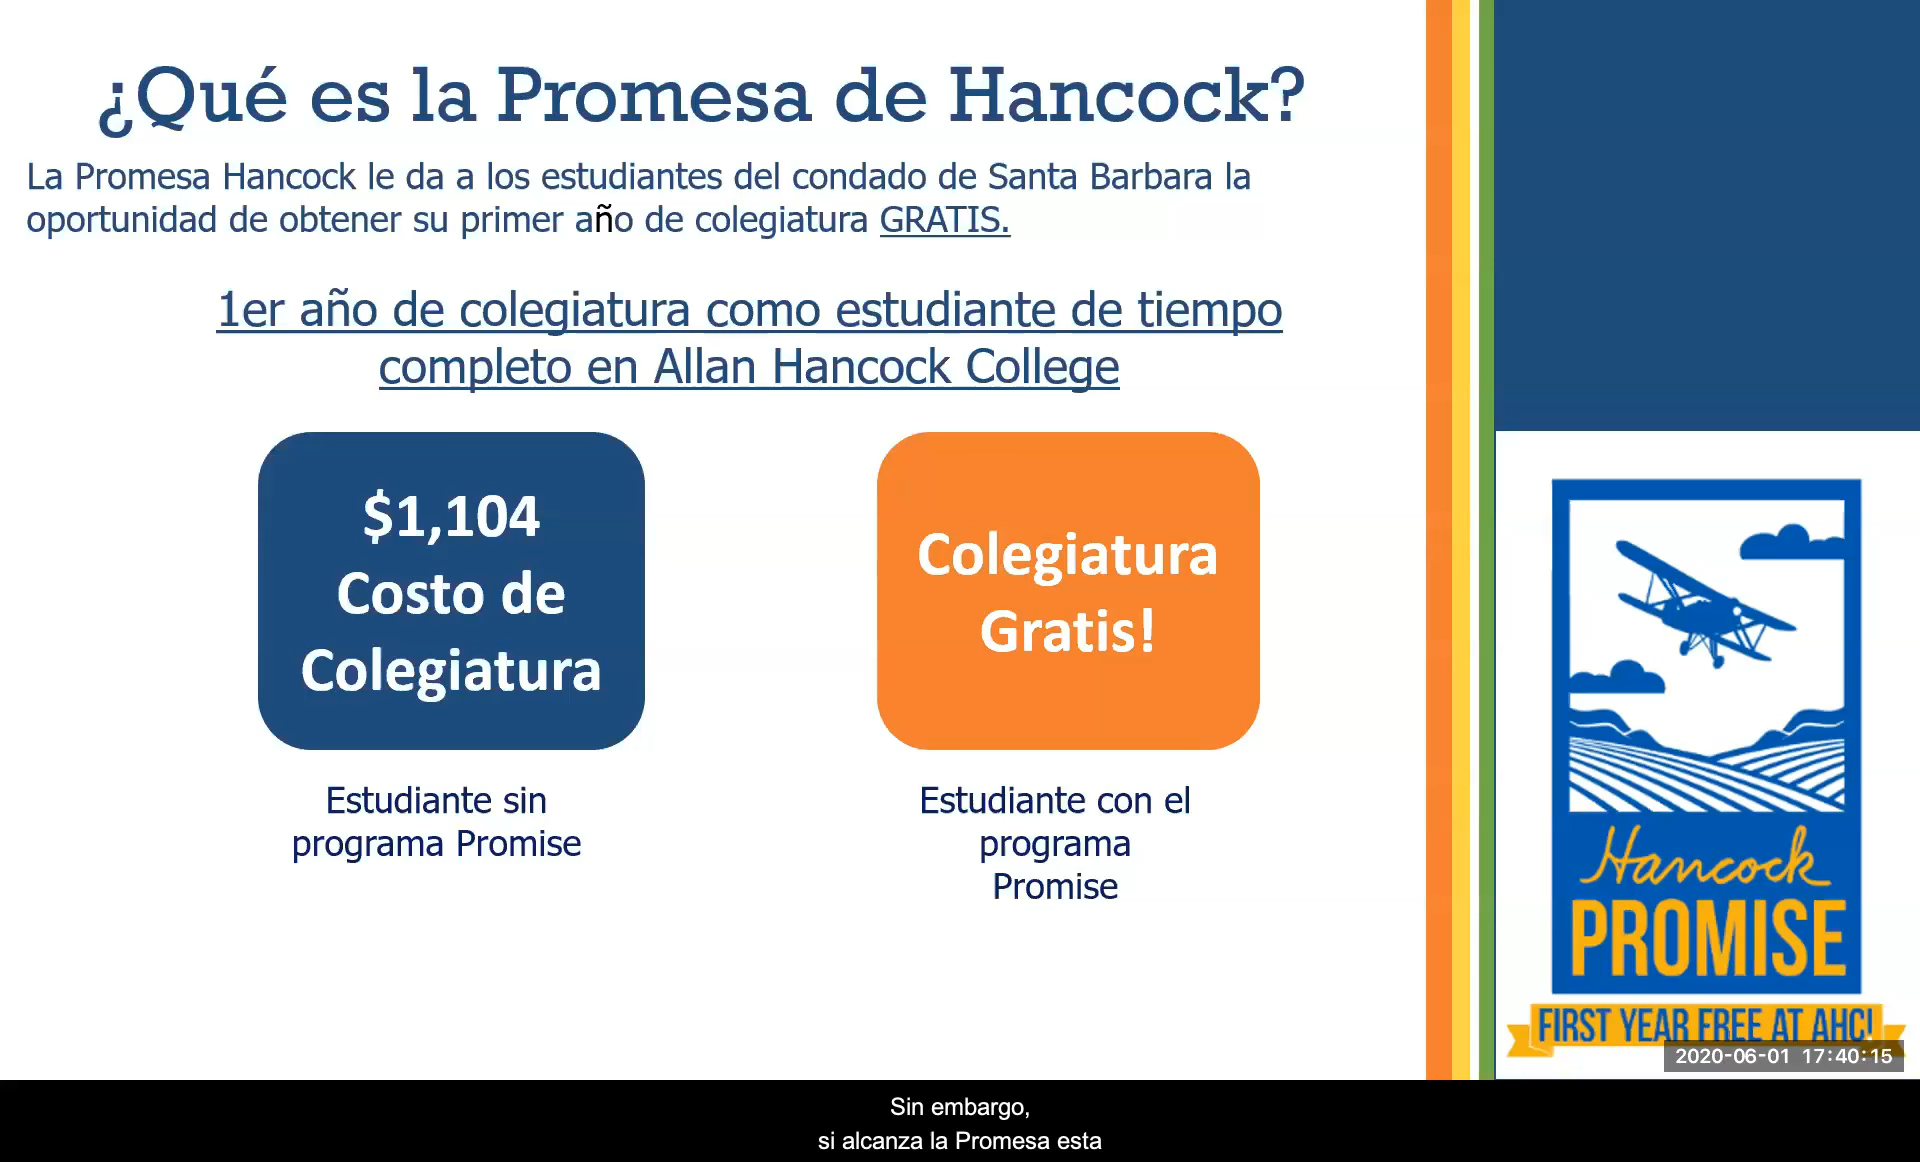 ¿Qué es la Promesa de Hancock?
La Promesa Hancock le da a los estudiantes del condado de Santa Barbara la
oportunidad de obtener su primer año de colegiatura GRATIS.
1er año de colegiatura como estudiante de tiempo
completo en Allan Hancock College
$1,104
Costo de
Colegiatura
Estudiante sin
programa Promise
Colegiatura
Gratis!
Estudiante con el
programa
Promise
Hancock
PROMISE
FIRST YEAR FREE AT AHC!
2020-06-01 17:40:15
Sin embargo,
si alcanza la Promesa esta